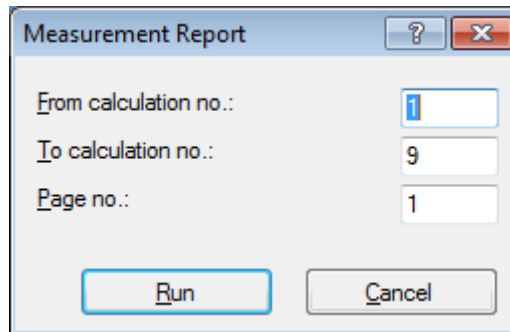 Measurement Report
From calculation no.: 1
To calculation no.: 9
Page no.: 1
Run Cancel